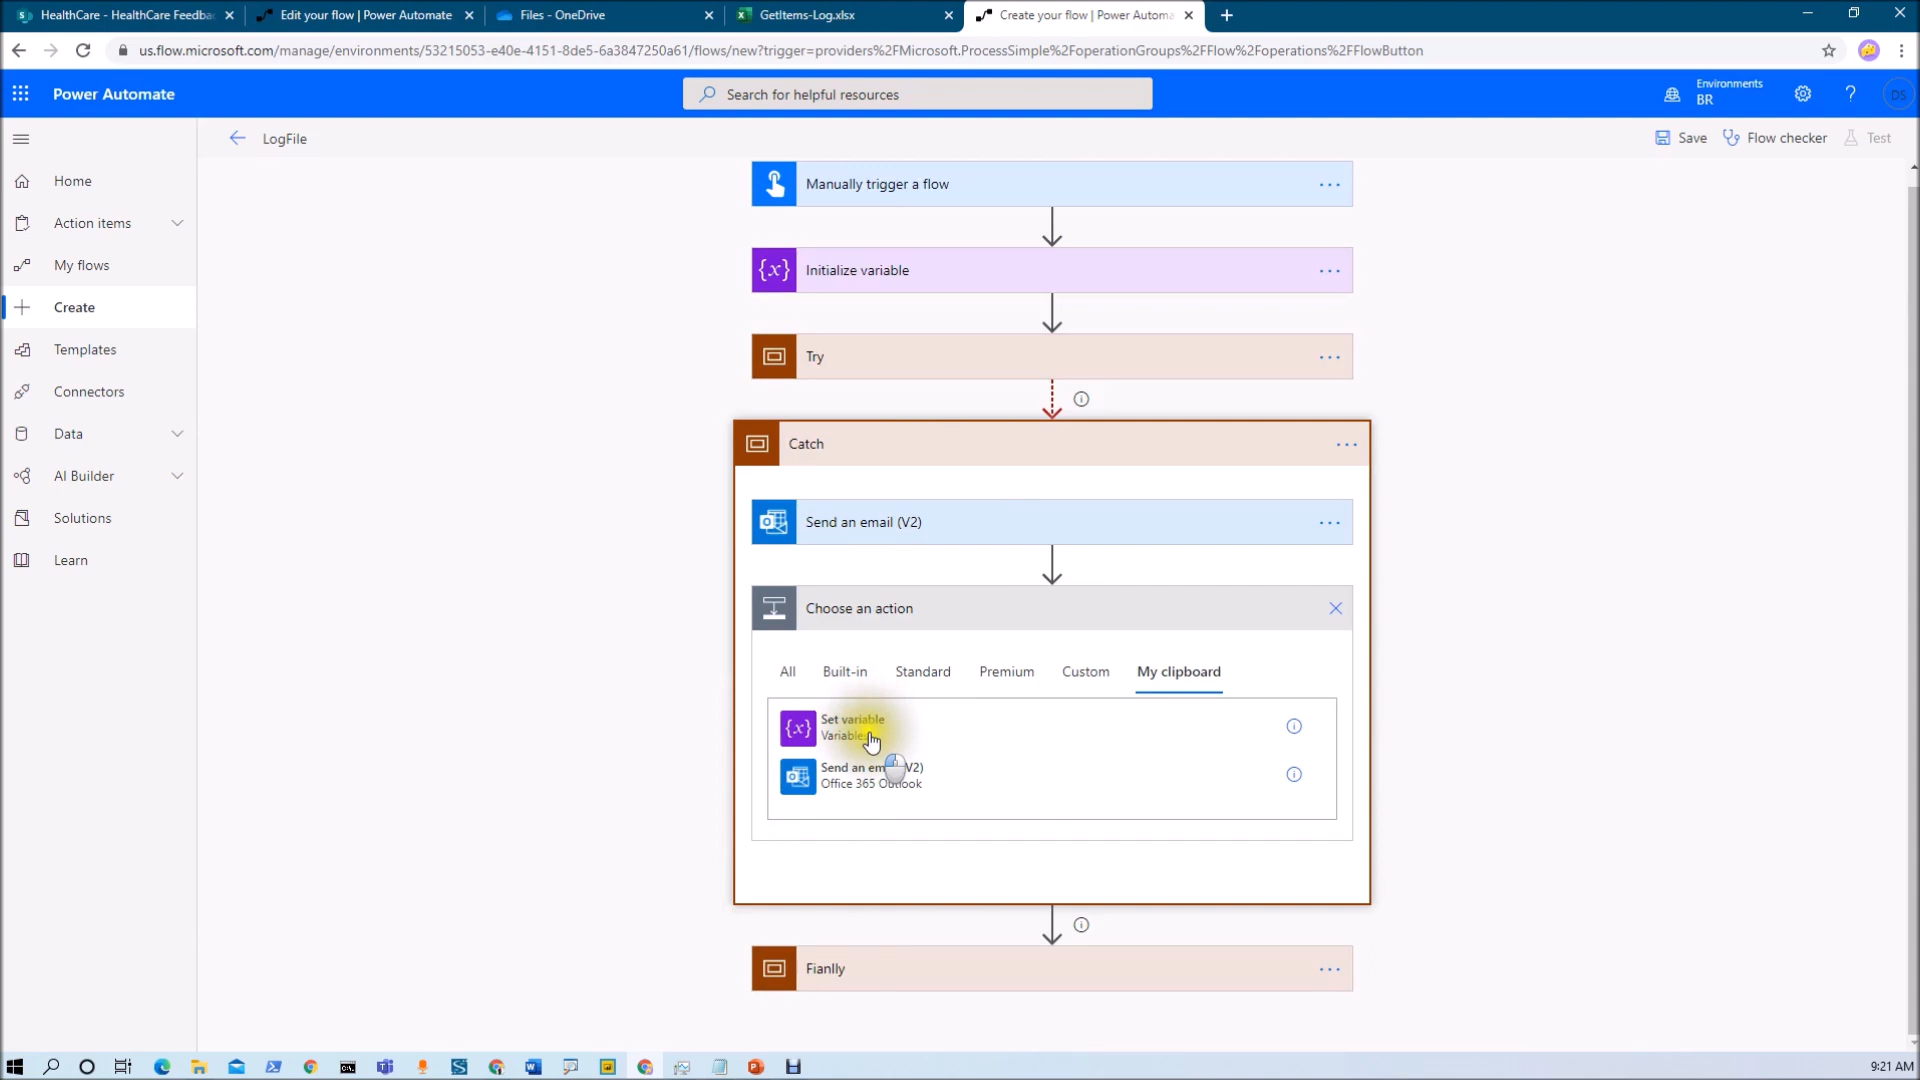 HealthCare - HealthCare Feedba
Edit your flow | Power Automate
Files - OneDrive
GetItems-Log.xlsx
Create your flow | Power Automa
us.flow.microsoft.com/manage/environments/53215053-e40e-4151-8de5-6a3847250a61/flows/new?trigger=providers%2FMicrosoft.ProcessSimple%2FoperationGroups%2FFlow%2Foperations%2FFlowButton
Power Automate
Search for helpful resources
Environments
BR
DS
LogFile
Save
Flow checker
Test
Home
Action items
My flows
Create
Templates
Connectors
Data
AI Builder
Solutions
Learn
Manually trigger a flow
{x} Initialize variable
Try
Catch
Send an email (V2)
Choose an action
All
Built-in
Standard
Premium
Custom
My clipboard
{x} Set variable
Send an V2)
Office 365 Outlook
Fianlly
9:21 AM